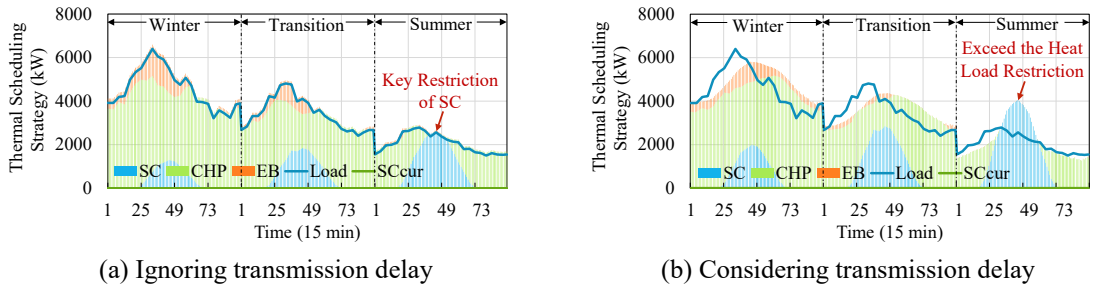 Thermal Scheduling
Strategy (kW)
8000
6000
4000
2000
0
Winter
Transition
Summer
Key Restriction
of SC
SC
CHP
EB
Load
SCcur
1 25 49 73 1 25 49 73 1 25 49 73
Time (15 min)
(a) Ignoring transmission delay
Thermal Scheduling
Strategy (kW)
8000
6000
4000
2000
0
Winter
Transition
Summer
Exceed the Heat
Load Restriction
SC
CHP
EB
Load
SCcur
1 25 49 73 1 25 49 73 1 25 49 73
Time (15 min)
(b) Considering transmission delay